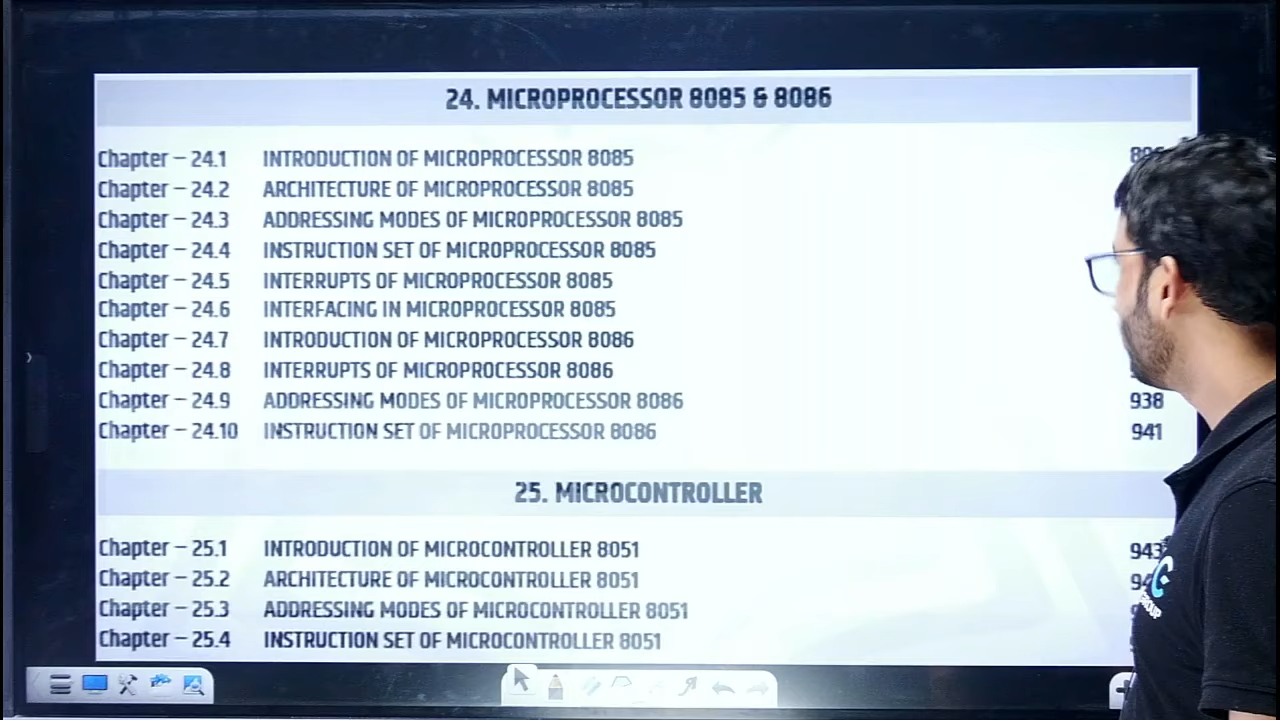 24. MICROPROCESSOR 8085 & 8086
Chapter – 24.1 INTRODUCTION OF MICROPROCESSOR 8085
Chapter – 24.2 ARCHITECTURE OF MICROPROCESSOR 8085
Chapter – 24.3 ADDRESSING MODES OF MICROPROCESSOR 8085
Chapter – 24.4 INSTRUCTION SET OF MICROPROCESSOR 8085
Chapter – 24.5 INTERRUPTS OF MICROPROCESSOR 8085
Chapter – 24.6 INTERFACING IN MICROPROCESSOR 8085
Chapter – 24.7 INTRODUCTION OF MICROPROCESSOR 8086
Chapter – 24.8 INTERRUPTS OF MICROPROCESSOR 8086
Chapter – 24.9 ADDRESSING MODES OF MICROPROCESSOR 8086 938
Chapter – 24.10 INSTRUCTION SET OF MICROPROCESSOR 8086 941
25. MICROCONTROLLER
Chapter – 25.1 INTRODUCTION OF MICROCONTROLLER 8051 943
Chapter – 25.2 ARCHITECTURE OF MICROCONTROLLER 8051
Chapter – 25.3 ADDRESSING MODES OF MICROCONTROLLER 8051
Chapter – 25.4 INSTRUCTION SET OF MICROCONTROLLER 8051